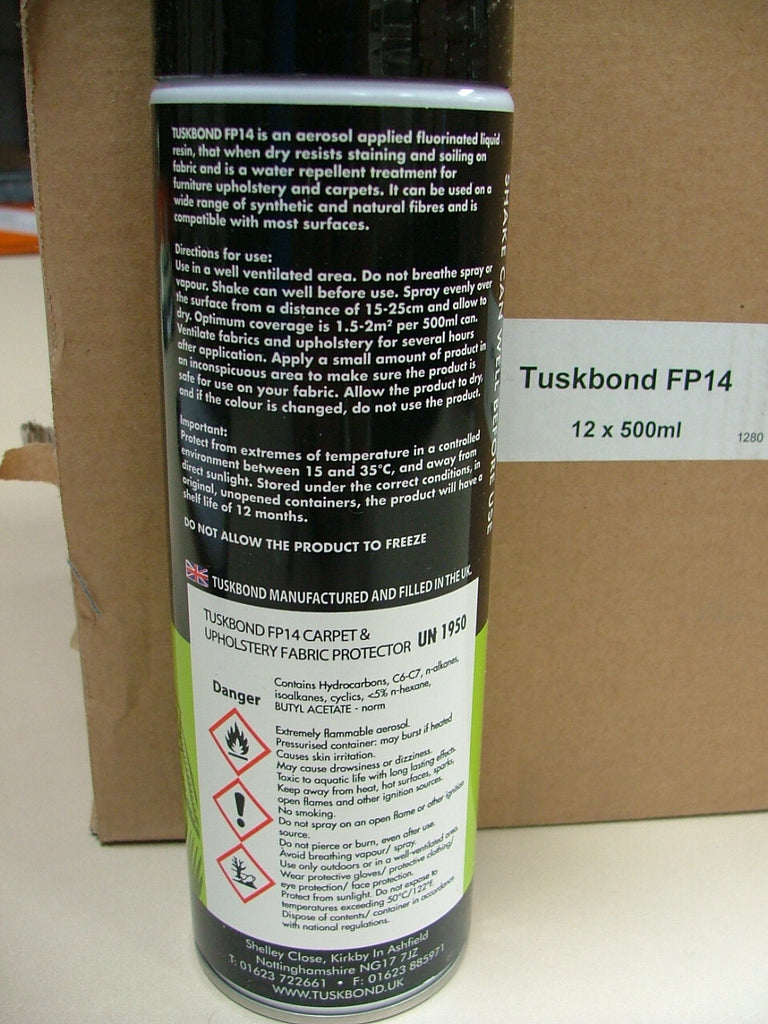 TUSKBOND FP14 is an aerosol applied fluorinated liquid
resin, that when dry resists staining and soiling on
fabric and is a water repellent treatment for
furniture upholstery and carpets. It can be used on a
wide range of synthetic and natural fibres and is
compatible with most surfaces.
Directions for use:
Use in a well ventilated area. Do not breathe spray or
vapour. Shake can well before use. Spray evenly over
the surface from a distance of 15-25cm and allow to
dry. Optimum coverage is 1.5-2m² per 500ml can.
Ventilate fabrics and upholstery for several hours
after application. Apply a small amount of product in
an inconspicuous area to make sure the product is
safe for use on your fabric. Allow the product to dry,
and if the colour is changed, do not use the product.
Important:
Protect from extremes of temperature in a controlled
environment between 15 and 35°C, and away from
direct sunlight. Stored under the correct conditions, in
original, unopened containers, the product will have a
shelf life of 12 months.
DO NOT ALLOW THE PRODUCT TO FREEZE
TUSKBOND MANUFACTURED AND FILLED IN THE UK.
TUSKBOND FP14 CARPET &
UPHOLSTERY FABRIC PROTECTOR UN 1950
Danger
Contains Hydrocarbons, C6-C7, n-alkanes,
isoalkanes, cyclics, <5% n-hexane,
BUTYL ACETATE - norm
Extremely flammable aerosol.
Pressurised container: may burst if heated
Causes skin irritation.
May cause drowsiness or dizziness.
Toxic to aquatic life with long lasting effects.
Keep away from heat, hot surfaces, sparks,
open flames and other ignition sources.
No smoking.
Do not spray on an open flame or other ignition
source.
Do not pierce or burn, even after use.
Avoid breathing vapour/ spray.
Use only outdoors or in a well-ventilated area.
Wear protective gloves/ protective clothing/
eye protection/ face protection.
Protect from sunlight. Do not expose to
temperatures exceeding 50°C/122°F.
Dispose of contents/ container in accordance
with national regulations.
Shelley Close, Kirkby In Ashfield
Nottinghamshire NG17 7JZ
T: 01623 722661 • F: 01623 885971
WWW.TUSKBOND.UK
SHAKE CAN WELL BEFORE USE
Tuskbond FP14
12 x 500ml
1280